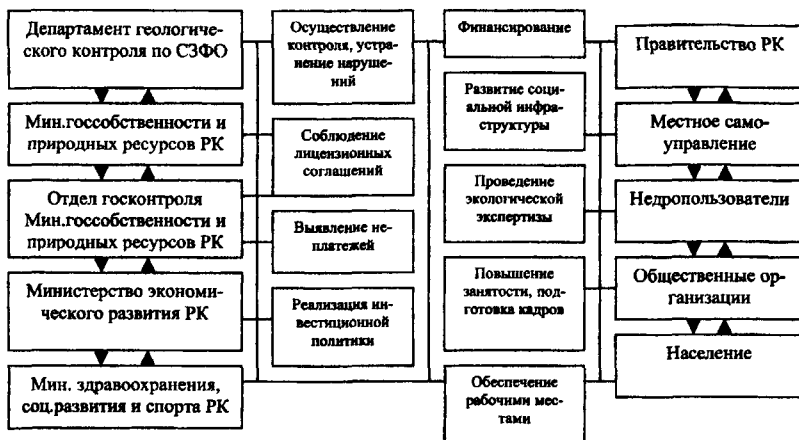 Департамент геологич-
еского контроля по СЗФО
Мин.госсобственности и
природных ресурсов РК
Отдел госконтроля
Мин.госсобственности и
природных ресурсов РК
Министерство экономи-
ческого развития РК
Мин. здравоохранения,
соц.развития и спорта РК
Осуществление
контроля, устра-
нение наруше-
ний
Соблюдение
лицензионных
соглашений
Выявление не-
платежей
Реализация ин-
вестиционной
политики
Финансирование
Развитие соци-
альной инфра-
структуры
Проведение
экологической
экспертизы
Повышение
занятости, под-
готовка кадров
Обеспечение
рабочими мес-
тами
Правительство РК
Местное само-
управление
Недропользователи
Общественные ор-
ганизации
Население